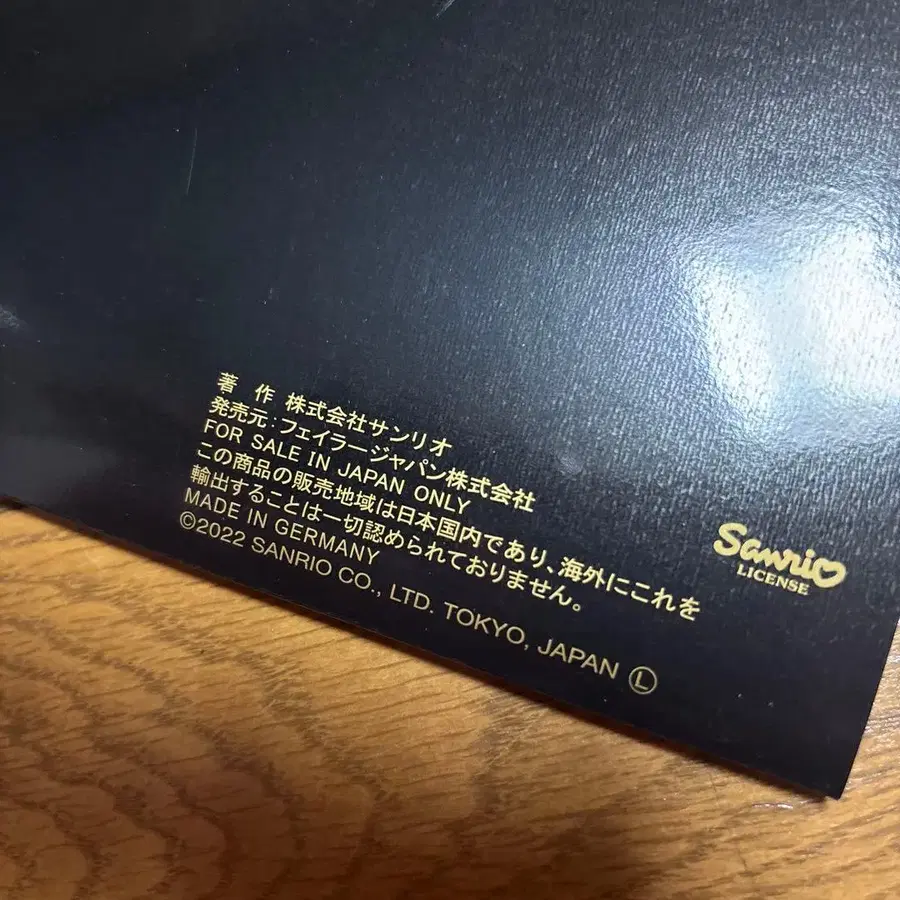 著　作　株式会社サンリオ
発売元：フェイラージャパン株式会社
FOR SALE IN JAPAN ONLY
この商品の販売地域は日本国内であり、海外にこれを
輸出することは一切認められておりません。
MADE IN GERMANY
©2022 SANRIO CO., LTD. TOKYO, JAPAN Ⓛ
Sanrio
LICENSE